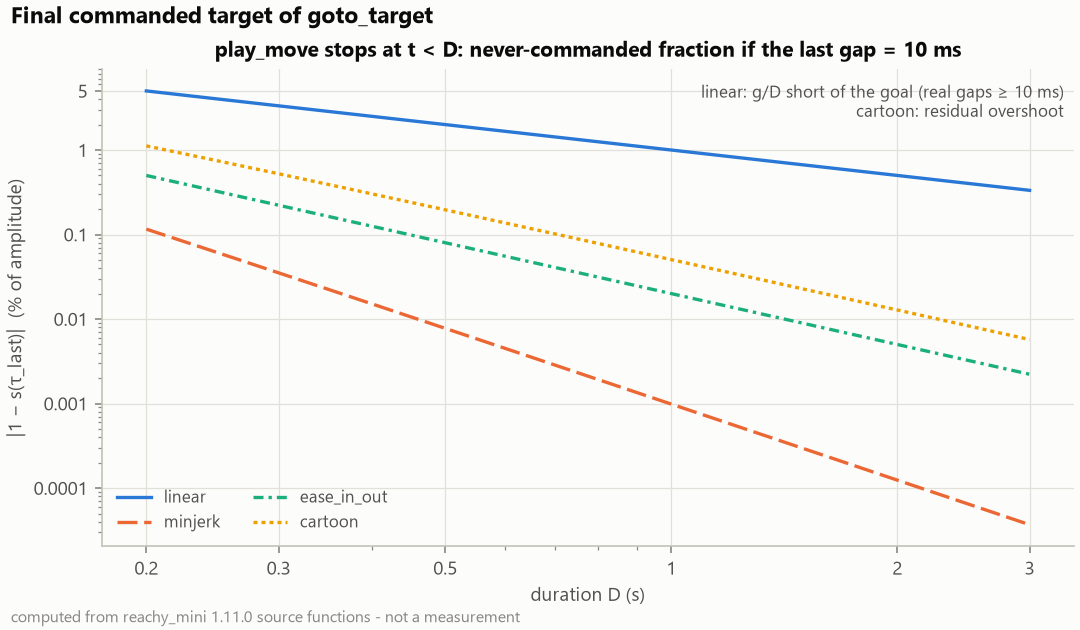 Final commanded target of goto_target
play_move stops at t < D: never-commanded fraction if the last gap = 10 ms
linear: g/D short of the goal (real gaps ≥ 10 ms)
cartoon: residual overshoot
|1 − s(τ_last)| (% of amplitude)
5
1
0.1
0.01
0.001
0.0001
linear
ease_in_out
minjerk
cartoon
0.2
0.3
0.5
1
2
3
duration D (s)
computed from reachy_mini 1.11.0 source functions - not a measurement